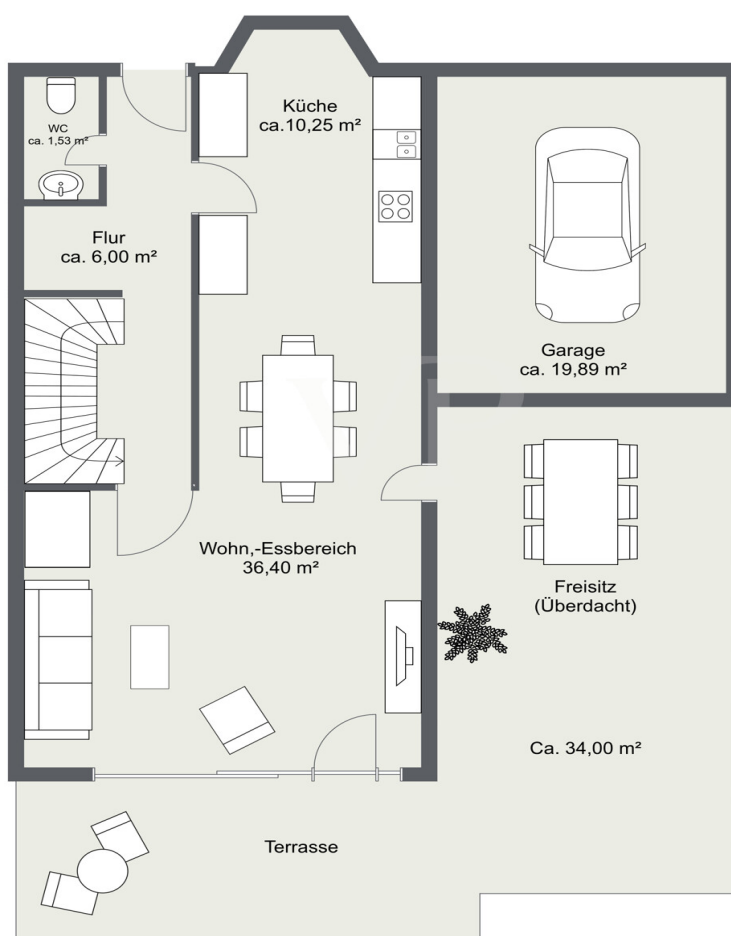 Küche
ca.10,25 m²
WC
ca. 1,53 m²
Flur
ca. 6,00 m²
Garage
ca. 19,89 m²
Wohn,-Essbereich
36,40 m²
Freisitz
(Überdacht)
Ca. 34,00 m²
Terrasse